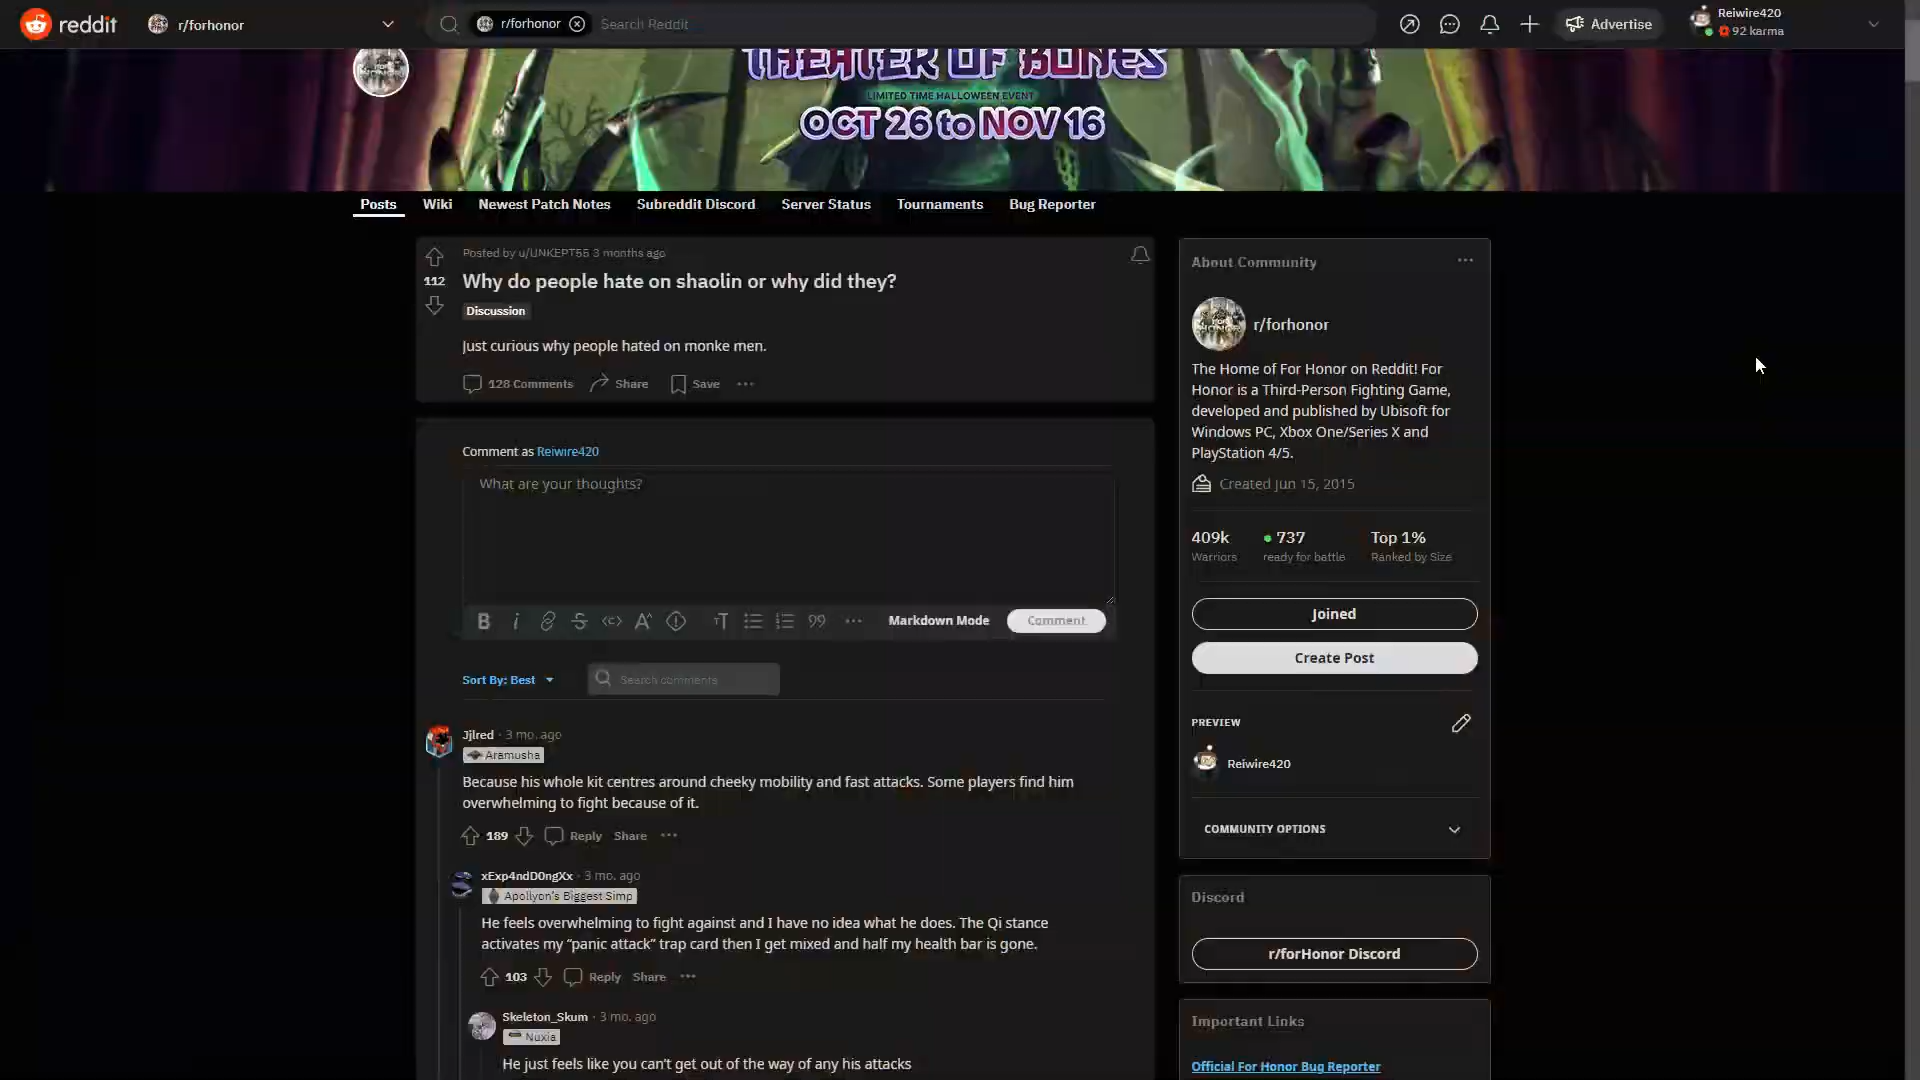 reddit
r/forhonor
r/forhonor
Search Reddit
Advertise
Reiwire420
92 karma
THEATER OF BONES
LIMITED TIME HALLOWEEN EVENT
OCT 26 to NOV 16
Posts
Wiki
Newest Patch Notes
Subreddit Discord
Server Status
Tournaments
Bug Reporter
Posted by u/UNKEPT55 3 months ago
112
Why do people hate on shaolin or why did they?
Discussion
Just curious why people hated on monke men.
128 Comments
Share
Save
Comment as Reiwire420
What are your thoughts?
Markdown Mode
Comment
Sort By: Best
Search comments
Jjlred · 3 mo. ago
Aramusha
Because his whole kit centres around cheeky mobility and fast attacks. Some players find him
overwhelming to fight because of it.
189
Reply
Share
xExp4ndD0ngXx · 3 mo. ago
Apollyon's Biggest Simp
He feels overwhelming to fight against and I have no idea what he does. The Qi stance
activates my “panic attack” trap card then I get mixed and half my health bar is gone.
103
Reply
Share
Skeleton_Skum · 3 mo. ago
Nuxia
He just feels like you can't get out of the way of any his attacks
About Community
r/forhonor
The Home of For Honor on Reddit! For
Honor is a Third-Person Fighting Game,
developed and published by Ubisoft for
Windows PC, Xbox One/Series X and
PlayStation 4/5.
Created Jun 15, 2015
409k
Warriors
737
ready for battle
Top 1%
Ranked by Size
Joined
Create Post
PREVIEW
Reiwire420
COMMUNITY OPTIONS
Discord
r/forHonor Discord
Important Links
Official For Honor Bug Reporter